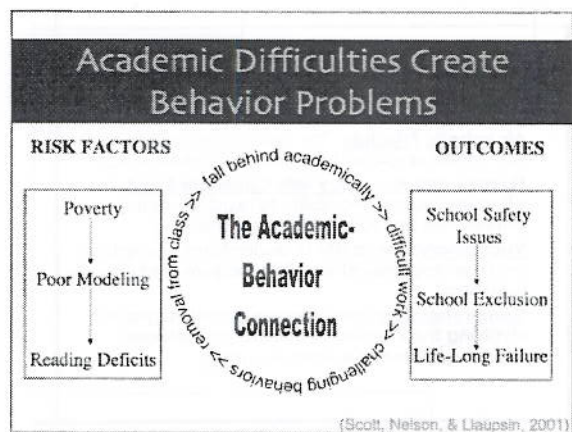 Academic Difficulties Create
Behavior Problems
RISK FACTORS
Poverty
Poor Modeling
Reading Deficits
fall behind academically >> difficult work >> challenging behaviors >> removal from class >>
The Academic-
Behavior
Connection
OUTCOMES
School Safety
Issues
School Exclusion
Life-Long Failure
(Scott, Nelson, & Liaupsin, 2001)